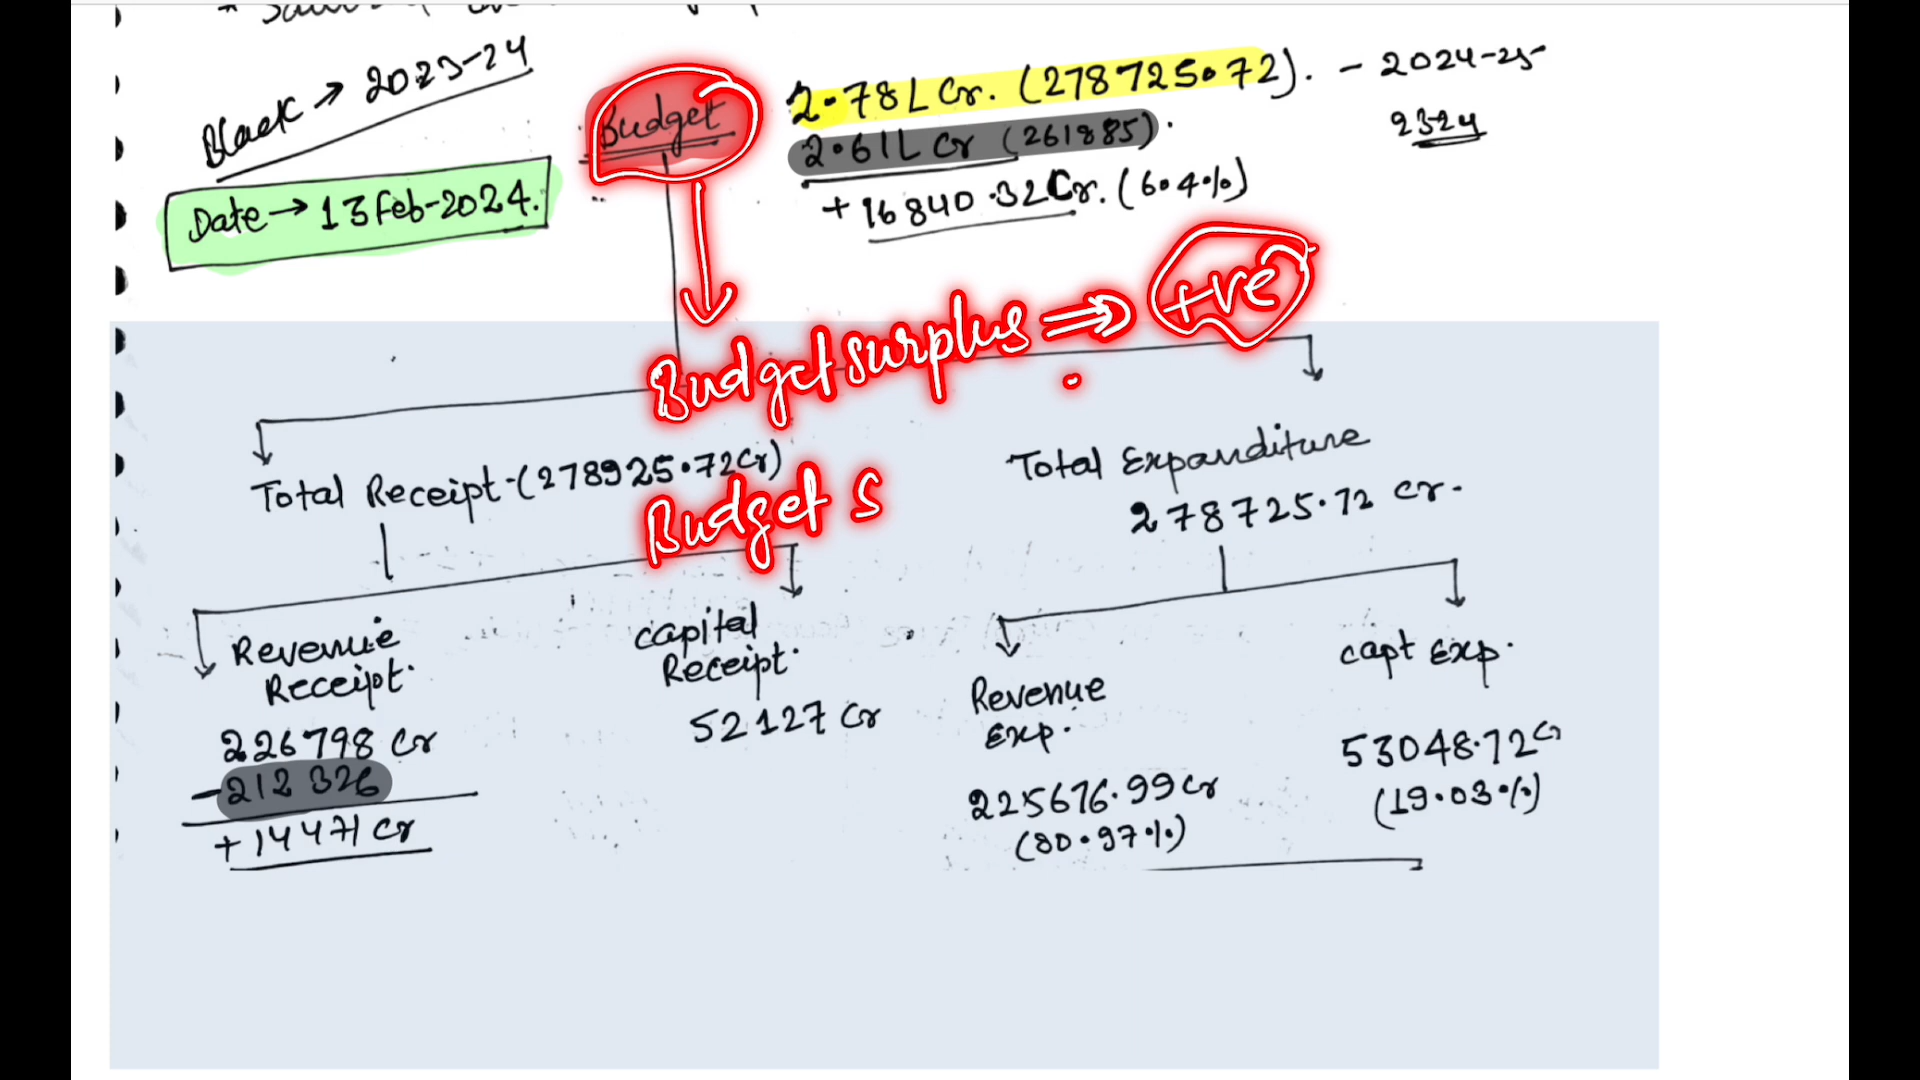 Black → 2023-24
Date → 13 Feb-2024.
Budget
2.78 L Cr. (278725.72). - 2024-25
2.61 L Cr (261885).
2324
+ 16840.32 Cr. (6.4%)
Budget surplus ⇒ +ve
Total Receipt-(278925.72Cr)
Budget S
Total Expanditure
278725.72 cr.
Revenue
Receipt.
226798 Cr
-212326
+14471 Cr
capital
Receipt.
52127 Cr
Revenue
Exp.
225676.99 Cr
(80.97%)
capt Exp.
53048.72 Cr
(19.03%)